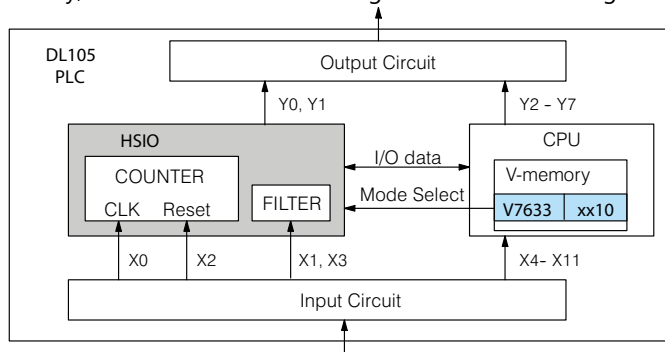 DL105
PLC
Output Circuit
Y0, Y1
Y2 - Y7
HSIO
CPU
COUNTER
CLK Reset
FILTER
I/O data
Mode Select
V-memory
V7633 xx10
X0
X2
X1, X3
X4- X11
Input Circuit